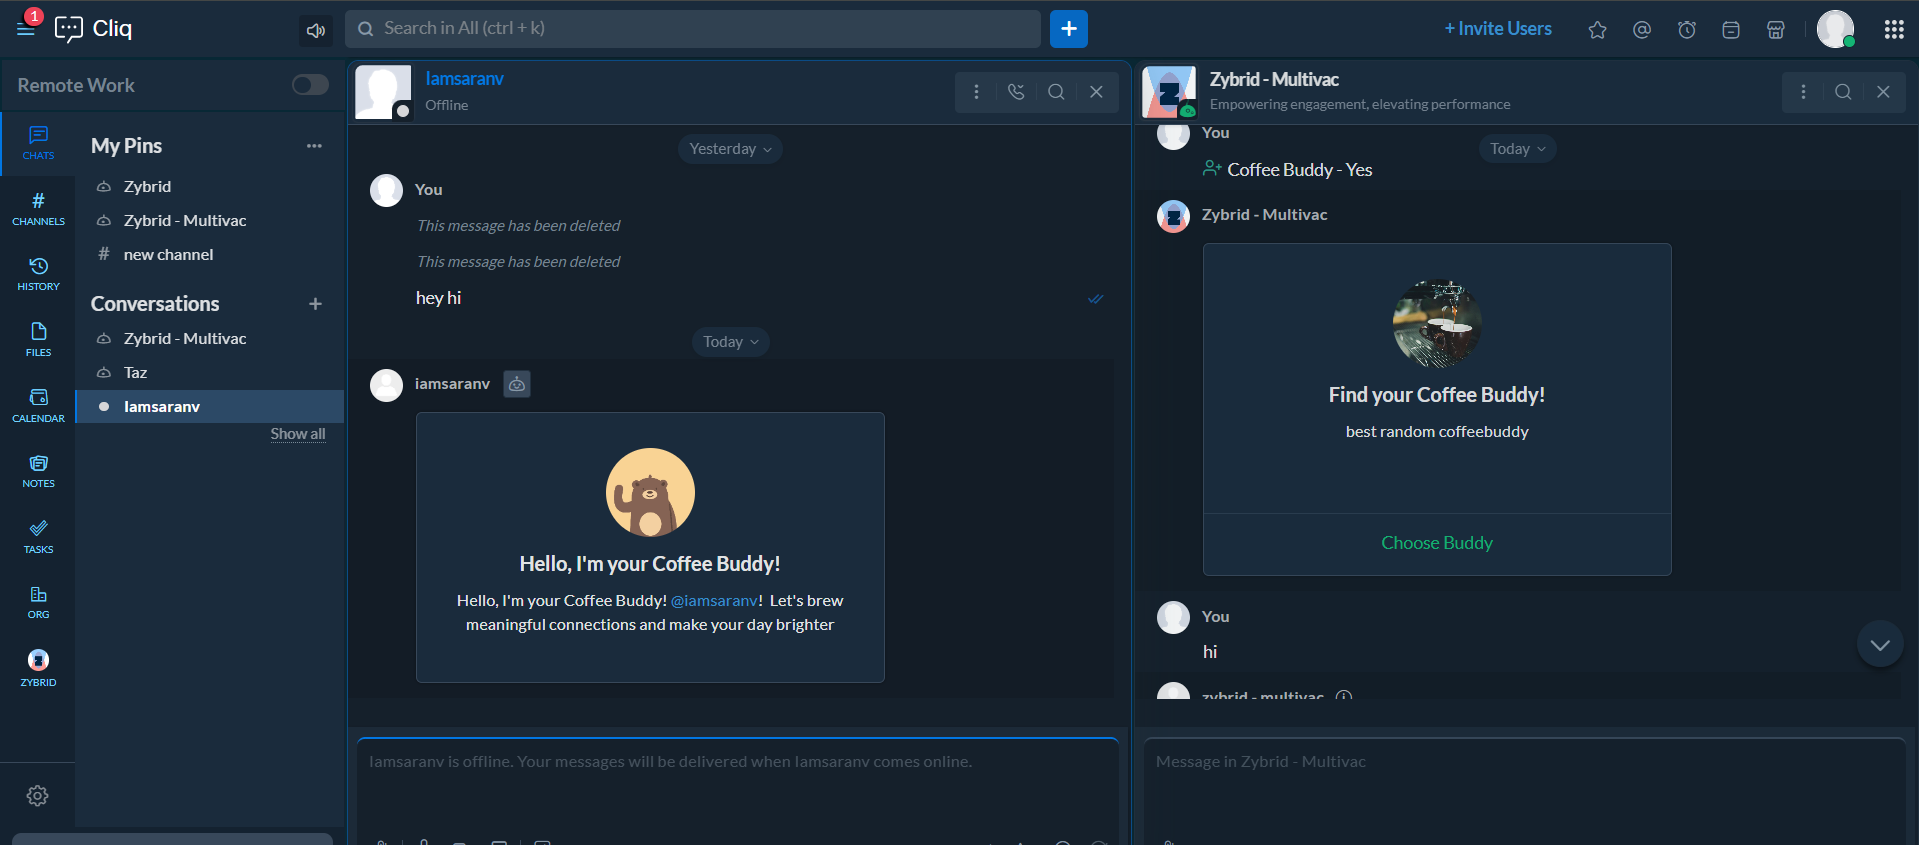 1
Cliq
Search in All (ctrl + k)
+
+ Invite Users
Remote Work
CHATS
CHANNELS
HISTORY
FILES
CALENDAR
NOTES
TASKS
ORG
ZYBRID
My Pins
Zybrid
Zybrid - Multivac
# new channel
Conversations
Zybrid - Multivac
Taz
Iamsaranv
Show all
Iamsaranv
Offline
Yesterday
You
This message has been deleted
This message has been deleted
hey hi
Today
iamsaranv
Hello, I'm your Coffee Buddy!
Hello, I'm your Coffee Buddy! @iamsaranv!  Let's brew
meaningful connections and make your day brighter
Iamsaranv is offline. Your messages will be delivered when Iamsaranv comes online.
Zybrid - Multivac
Empowering engagement, elevating performance
You
Today
Coffee Buddy - Yes
Zybrid - Multivac
Find your Coffee Buddy!
best random coffeebuddy
Choose Buddy
You
hi
zybrid - multivac
Message in Zybrid - Multivac